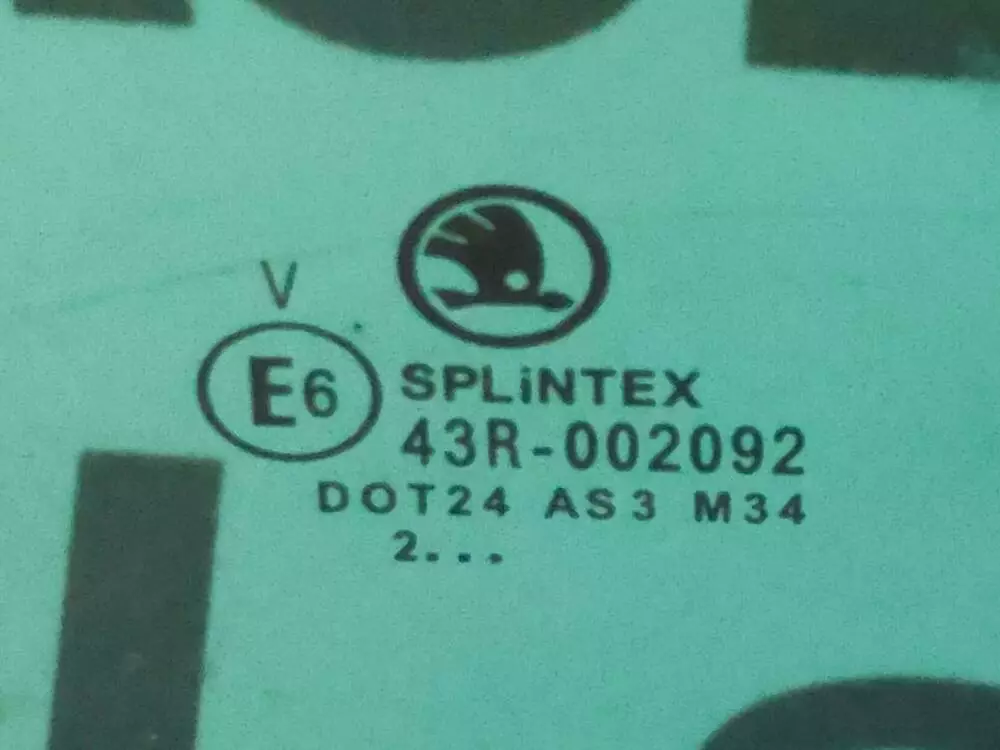 V
E6
SPLiNTEX
43R-002092
DOT24 AS3 M34
2...